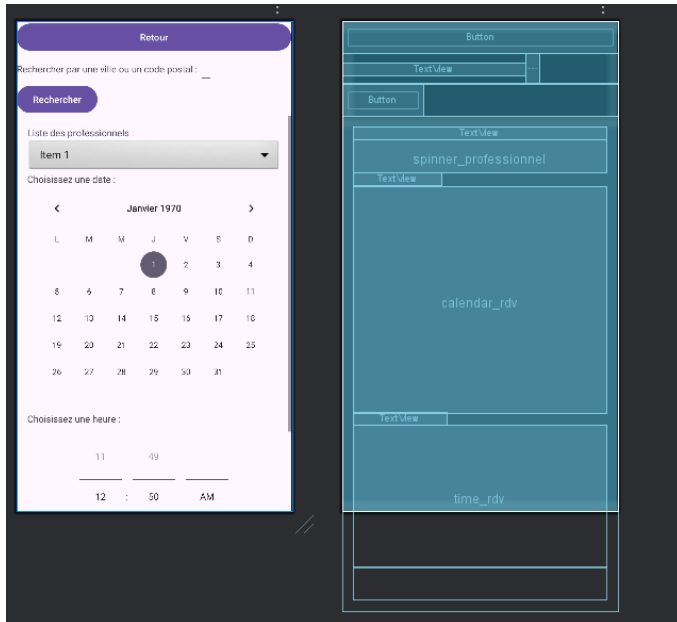 Retour
Rechercher par une ville ou un code postal :
Rechercher
Liste des professionnels :
Item 1
Choisissez une date :
Janvier 1970
L M M J V S D
1 2 3 4
5 6 7 8 9 10 11
12 13 14 15 16 17 18
19 20 21 22 23 24 25
26 27 28 29 30 31
Choisissez une heure :
11 49
12 : 50 AM
Button
TextView
Button
TextView
spinner_professionnel
TextView
calendar_rdv
TextView
time_rdv